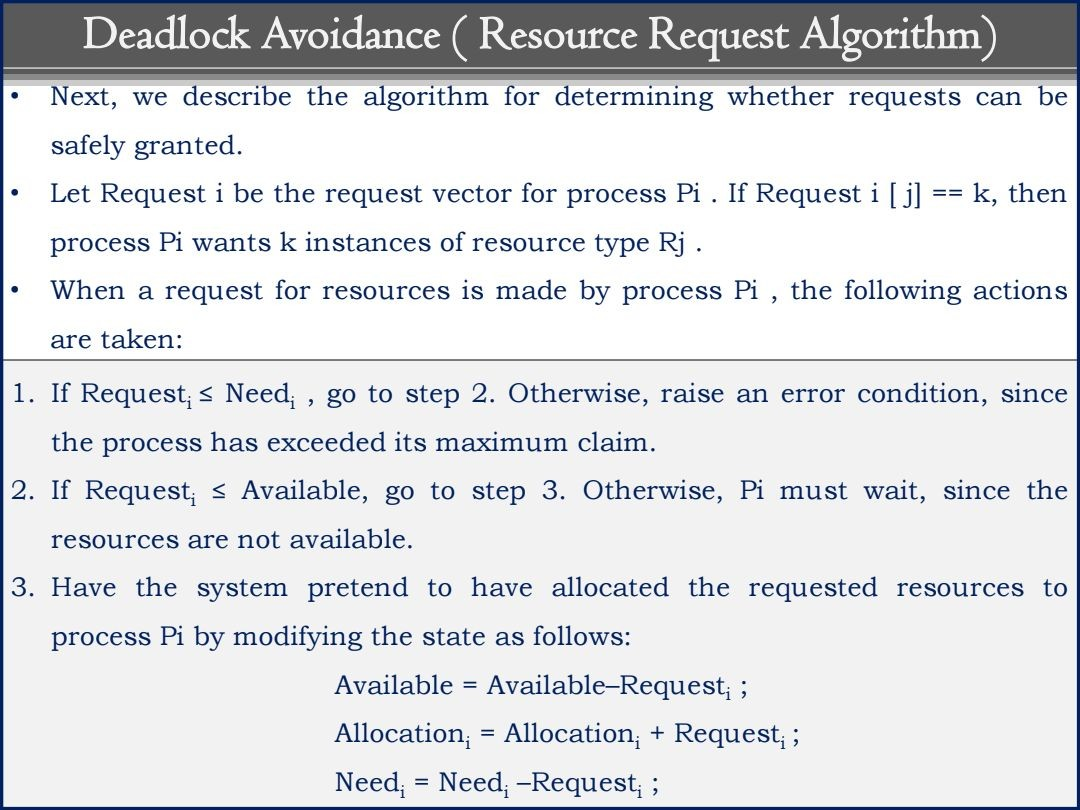 Deadlock Avoidance ( Resource Request Algorithm)
• Next, we describe the algorithm for determining whether requests can be
safely granted.
• Let Request i be the request vector for process Pi . If Request i [ j] == k, then
process Pi wants k instances of resource type Rj .
• When a request for resources is made by process Pi , the following actions
are taken:
1. If Requestᵢ ≤ Needᵢ , go to step 2. Otherwise, raise an error condition, since
the process has exceeded its maximum claim.
2. If Requestᵢ ≤ Available, go to step 3. Otherwise, Pi must wait, since the
resources are not available.
3. Have the system pretend to have allocated the requested resources to
process Pi by modifying the state as follows:
Available = Available–Requestᵢ ;
Allocationᵢ = Allocationᵢ + Requestᵢ ;
Needᵢ = Needᵢ –Requestᵢ ;